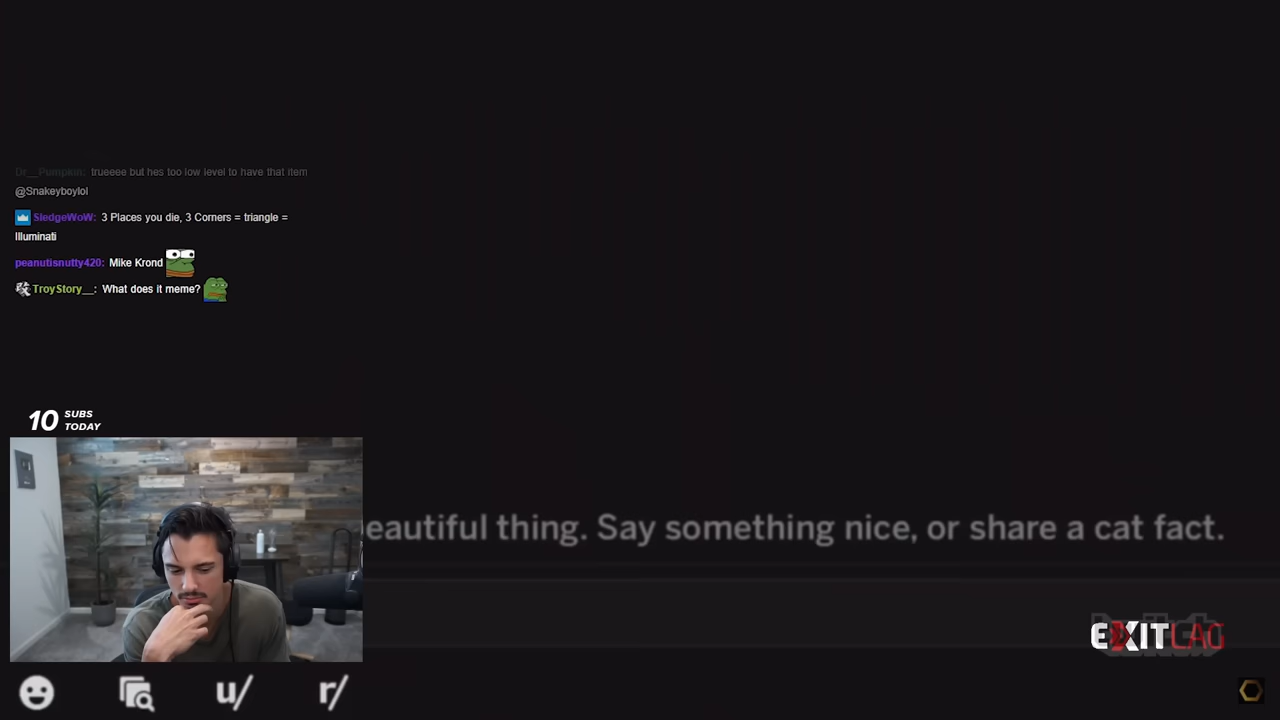 Dr__Pumpkin: trueeee but hes too low level to have that item
@Snakeyboylol
SledgeWoW: 3 Places you die, 3 Corners = triangle =
Illuminati
peanutisnutty420: Mike Krond
TroyStory__: What does it meme?
10 SUBS
TODAY
eautiful thing. Say something nice, or share a cat fact.
EXITLAG
u/ r/